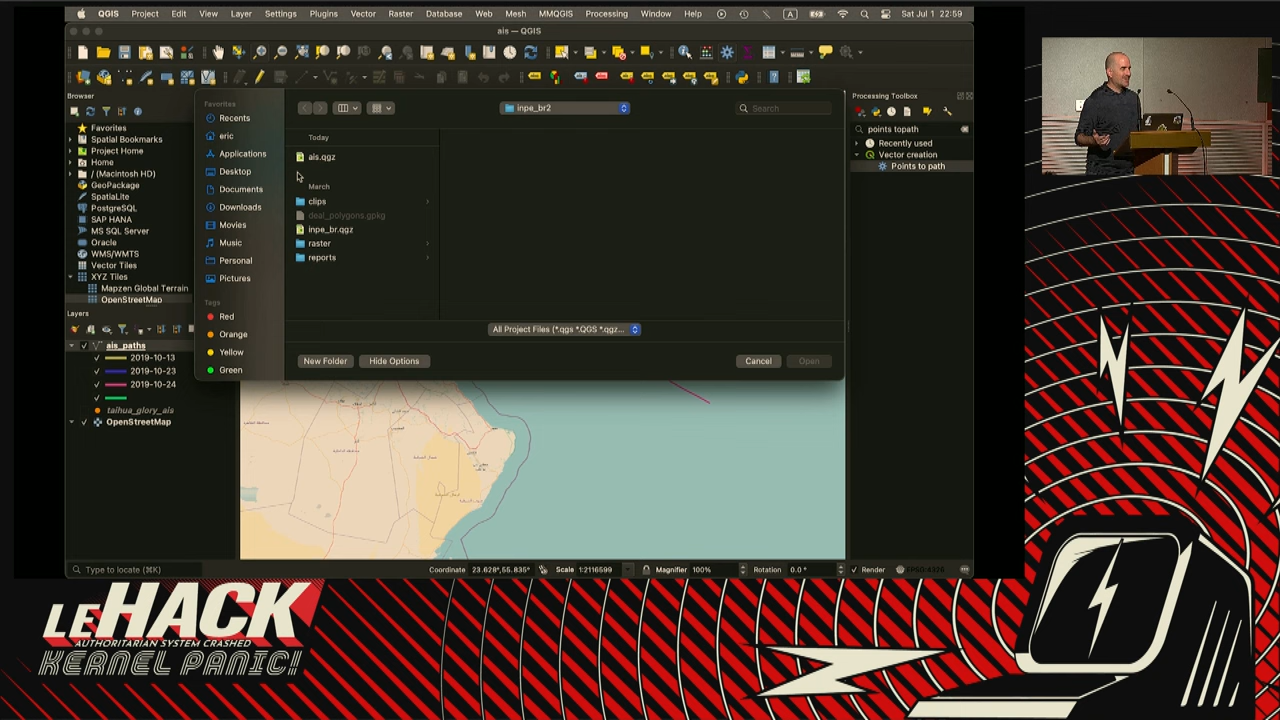 QGIS Project Edit View Layer Settings Plugins Vector Raster Database Web Mesh MMQGIS Processing Window Help Sat Jul 1 22:59
ais — QGIS
Browser
Favorites
Spatial Bookmarks
Project Home
Home
/ (Macintosh HD)
GeoPackage
SpatiaLite
PostgreSQL
SAP HANA
MS SQL Server
Oracle
WMS/WMTS
Vector Tiles
XYZ Tiles
Mapzen Global Terrain
OpenStreetMap
Layers
ais_paths
2019-10-13
2019-10-23
2019-10-24
taihua_glory_ais
OpenStreetMap
Favorites
Recents
eric
Applications
Desktop
Documents
Downloads
Movies
Music
Personal
Pictures
Tags
Red
Orange
Yellow
Green
inpe_br2
Search
Today
ais.qgz
March
clips
deal_polygons.gpkg
inpe_br.qgz
raster
reports
All Project Files (*.qgs *.QGS *.qgz...
New Folder
Hide Options
Cancel
Open
Processing Toolbox
points topath
Recently used
Vector creation
Points to path
Type to locate (⌘K)
Coordinate 23.628°,55.835°
Scale 1:2116599
Magnifier 100%
Rotation 0.0 °
Render
EPSG:4326
LEHACK
AUTHORITARIAN SYSTEM CRASHED
KERNEL PANIC!